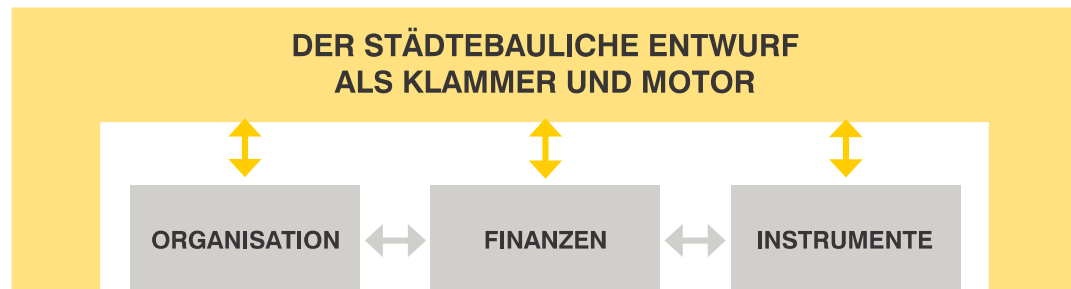 DER STÄDTEBAULICHE ENTWURF
ALS KLAMMER UND MOTOR
ORGANISATION
FINANZEN
INSTRUMENTE